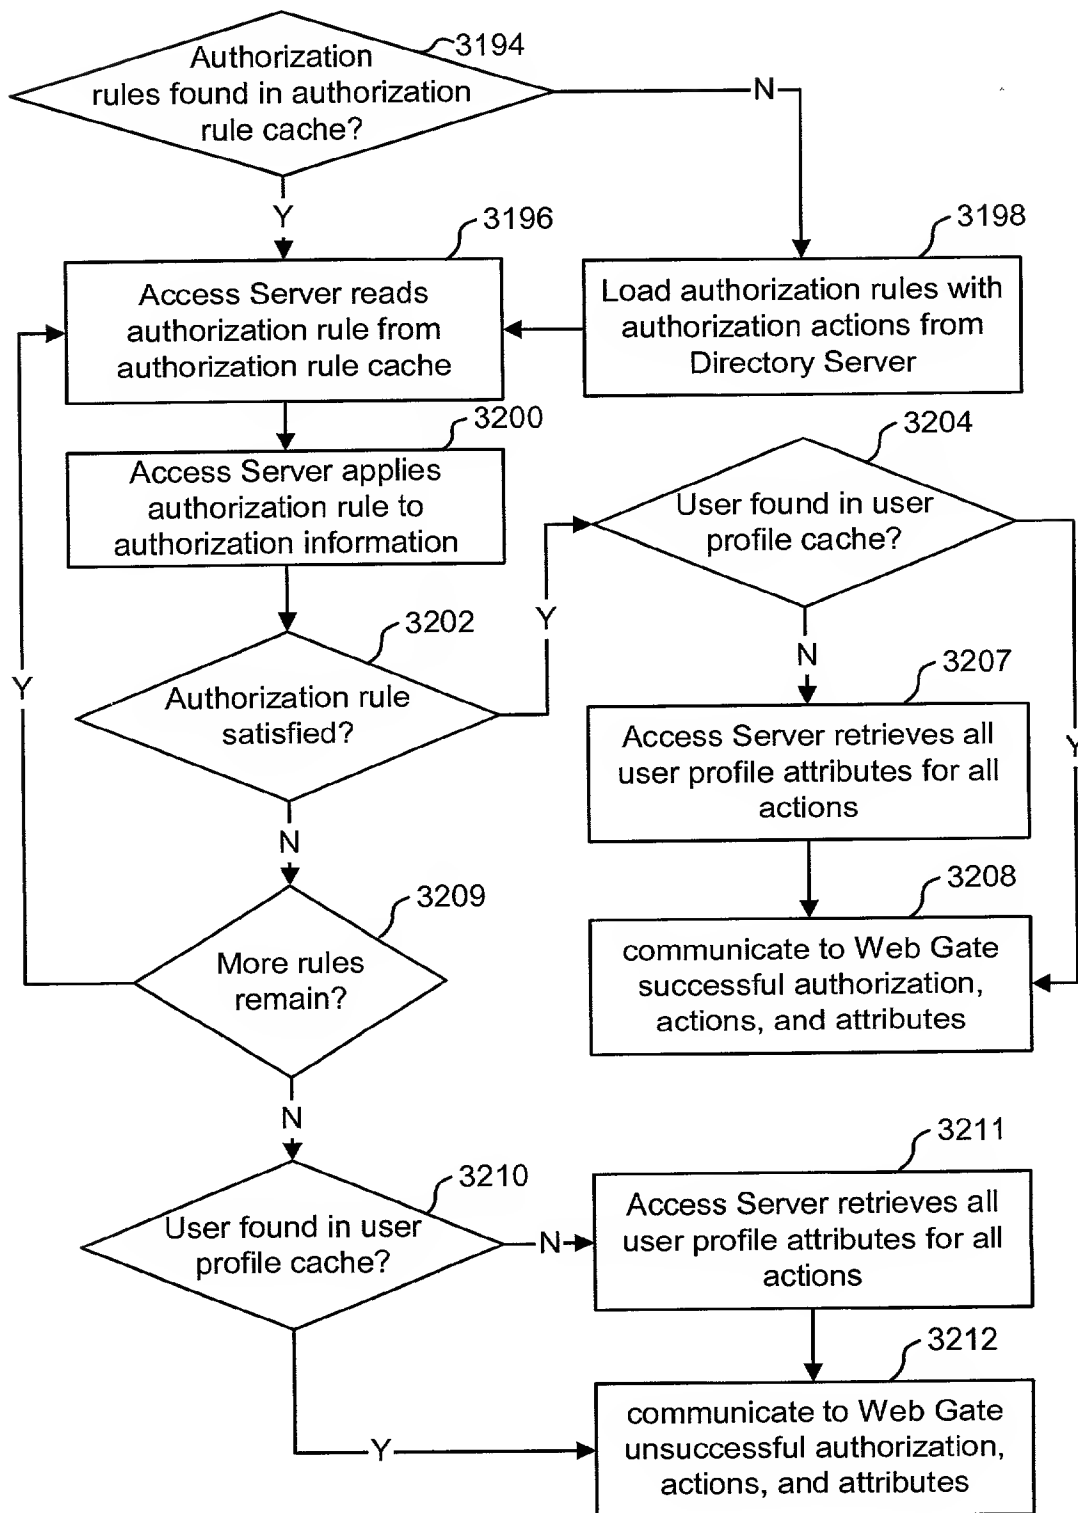 3194
Authorization
rules found in authorization
rule cache?
N
Y
3196
3198
Access Server reads
authorization rule from
authorization rule cache
Load authorization rules with
authorization actions from
Directory Server
3200
3204
Access Server applies
authorization rule to
authorization information
User found in user
profile cache?
Y
3202
N
3207
Y
Authorization rule
satisfied?
Access Server retrieves all
user profile attributes for all
actions
Y
N
3209
3208
More rules
remain?
communicate to Web Gate
successful authorization,
actions, and attributes
N
3210
3211
User found in user
profile cache?
N
Access Server retrieves all
user profile attributes for all
actions
3212
communicate to Web Gate
unsuccessful authorization,
actions, and attributes
Y